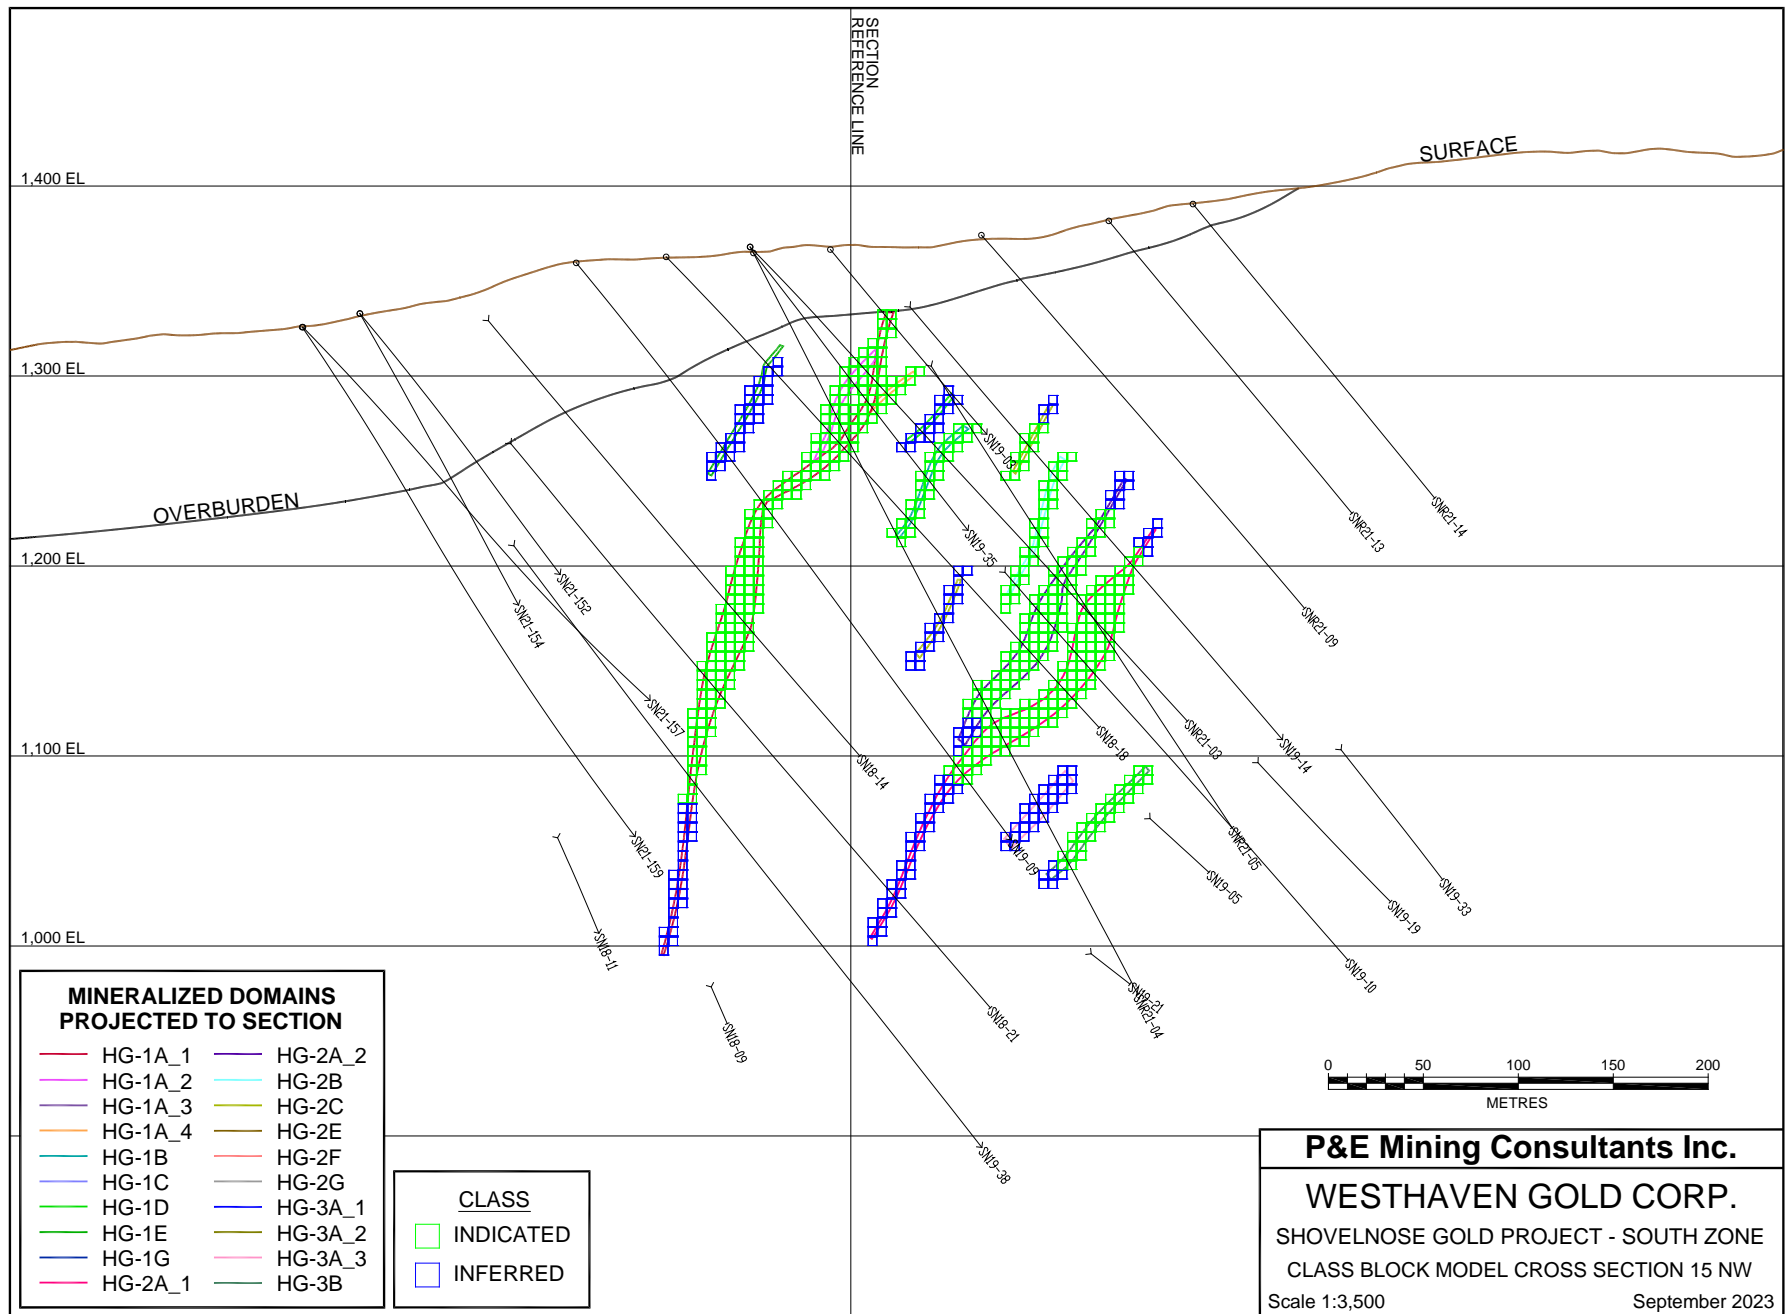 SECTION
REFERENCE LINE
SURFACE
1,400 EL
1,300 EL
OVERBURDEN
1,200 EL
1,100 EL
1,000 EL
SN19-03
SN19-35
SNR21-14
SNR21-13
SNR21-09
SN21-152
SN21-154
SN21-157
SN18-14
SN18-18
SNR21-03
SN19-14
SN21-159
SN19-09
SNR21-05
SN19-05
SN19-33
SN19-19
SN18-11
SN19-10
SN19-21
SNR21-04
SN18-21
SN18-09
SN19-38
MINERALIZED DOMAINS
PROJECTED TO SECTION
HG-1A_1 HG-2A_2
HG-1A_2 HG-2B
HG-1A_3 HG-2C
HG-1A_4 HG-2E
HG-1B HG-2F
HG-1C HG-2G
HG-1D HG-3A_1
HG-1E HG-3A_2
HG-1G HG-3A_3
HG-2A_1 HG-3B
CLASS
INDICATED
INFERRED
0 50 100 150 200
METRES
P&E Mining Consultants Inc.
WESTHAVEN GOLD CORP.
SHOVELNOSE GOLD PROJECT - SOUTH ZONE
CLASS BLOCK MODEL CROSS SECTION 15 NW
Scale 1:3,500 September 2023